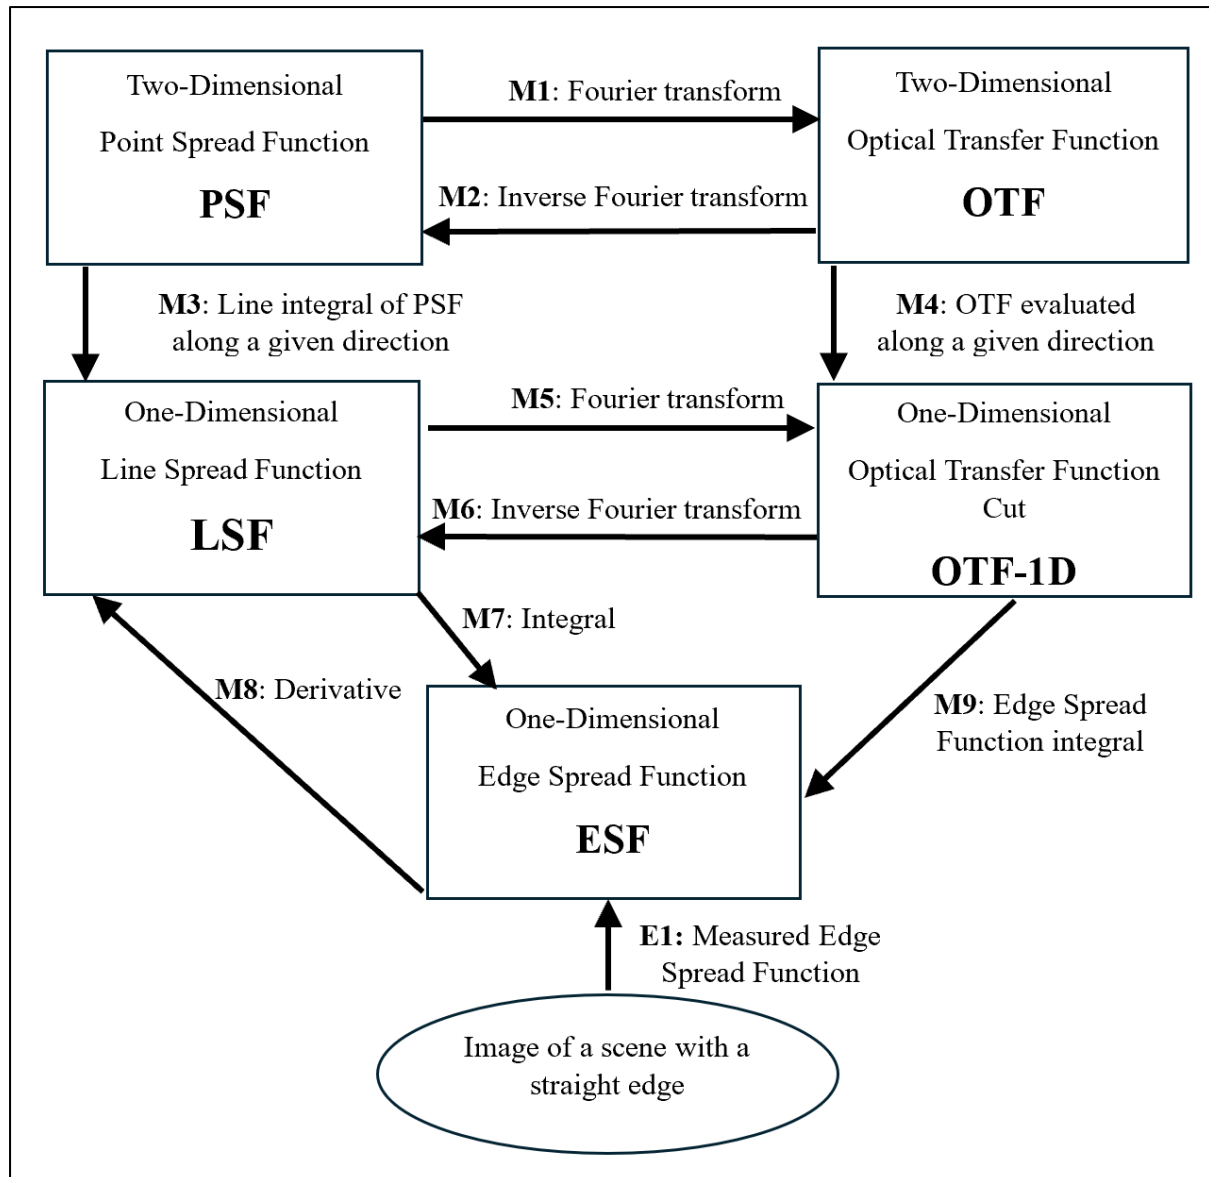 Two-Dimensional
Point Spread Function
PSF
M1: Fourier transform
M2: Inverse Fourier transform
Two-Dimensional
Optical Transfer Function
OTF
M3: Line integral of PSF
along a given direction
M4: OTF evaluated
along a given direction
One-Dimensional
Line Spread Function
LSF
M5: Fourier transform
M6: Inverse Fourier transform
One-Dimensional
Optical Transfer Function
Cut
OTF-1D
M7: Integral
M8: Derivative
One-Dimensional
Edge Spread Function
ESF
M9: Edge Spread
Function integral
E1: Measured Edge
Spread Function
Image of a scene with a
straight edge